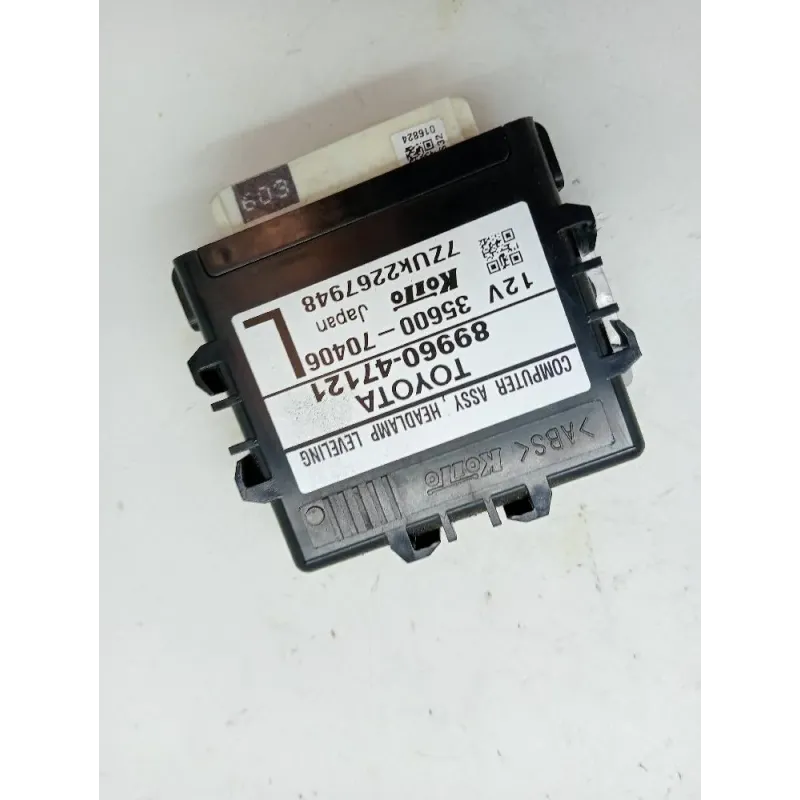 COMPUTER ASSY, HEADLAMP LEVELING
TOYOTA
89960-47121
35600-70406
12V KOITO Japan
7ZUK2267948
L
>ABS< KOITO
603
016824